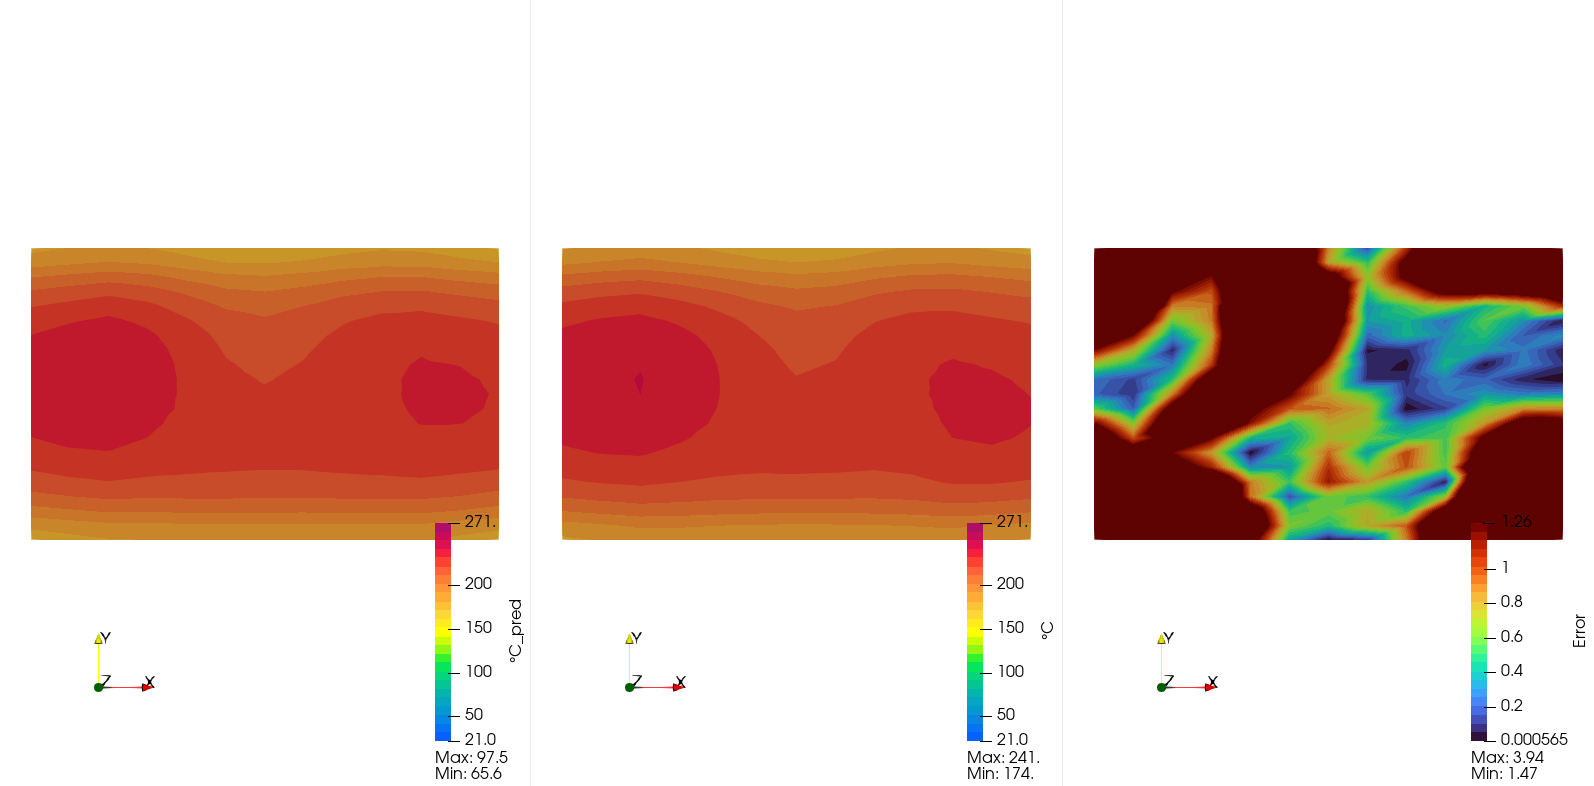 271.
200
150
100
50
21.0
°C_pred
Max: 97.5
Min: 65.6
Y
Z
X
271.
200
150
100
50
21.0
°C
Max: 241.
Min: 174.
Y
Z
X
1.26
1
0.8
0.6
0.4
0.2
0.000565
Error
Max: 3.94
Min: 1.47
Y
Z
X